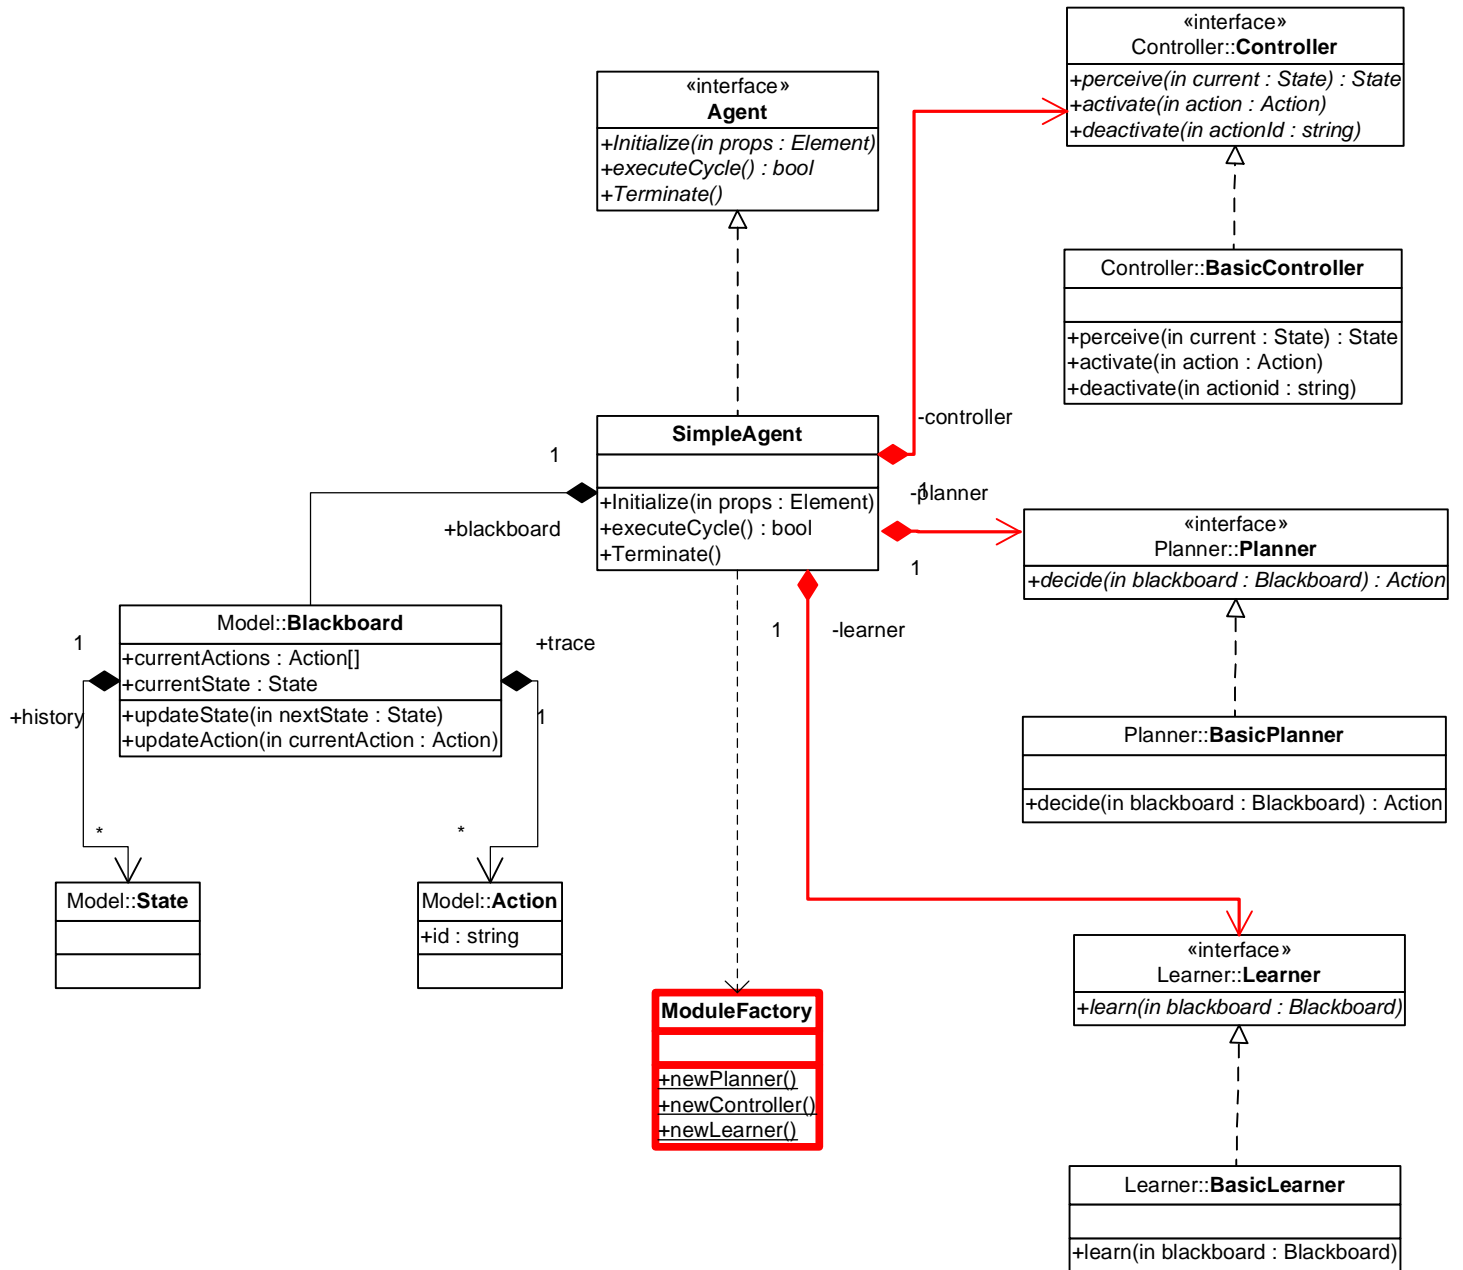 «interface»
Controller::Controller
+perceive(in current : State) : State
+activate(in action : Action)
+deactivate(in actionId : string)
«interface»
Agent
+Initialize(in props : Element)
+executeCycle() : bool
+Terminate()
Controller::BasicController
+perceive(in current : State) : State
+activate(in action : Action)
+deactivate(in actionid : string)
-controller
1
SimpleAgent
+Initialize(in props : Element)
+executeCycle() : bool
+Terminate()
1
+blackboard
-planner
1
«interface»
Planner::Planner
+decide(in blackboard : Blackboard) : Action
1
-learner
Model::Blackboard
+currentActions : Action[]
+currentState : State
+updateState(in nextState : State)
+updateAction(in currentAction : Action)
1
+history
*
+trace
1
*
Planner::BasicPlanner
+decide(in blackboard : Blackboard) : Action
Model::State
Model::Action
+id : string
«interface»
Learner::Learner
+learn(in blackboard : Blackboard)
ModuleFactory
+newPlanner()
+newController()
+newLearner()
Learner::BasicLearner
+learn(in blackboard : Blackboard)